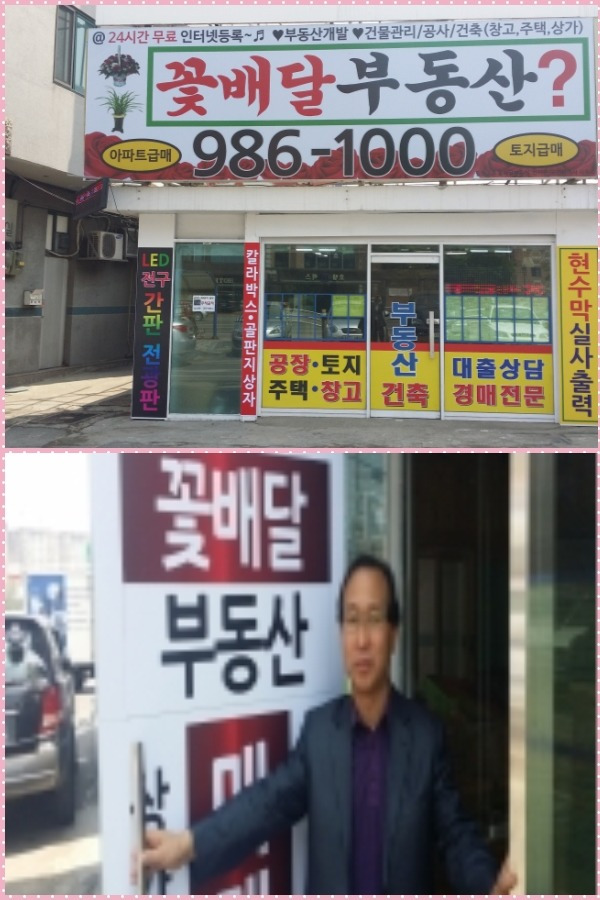 @ 24시간 무료 인터넷등록~♬ ♥부동산개발 ♥건물관리/공사/건축(창고,주택,상가)
꽃배달부동산?
아파트급매
986-1000
토지급매
LED
전구
간판 전광판
칼라박스·골판지상자
공장·토지
주택·창고
부동산
건축
대출상담
경매전문
현수막실사출력
꽃배달
부동산